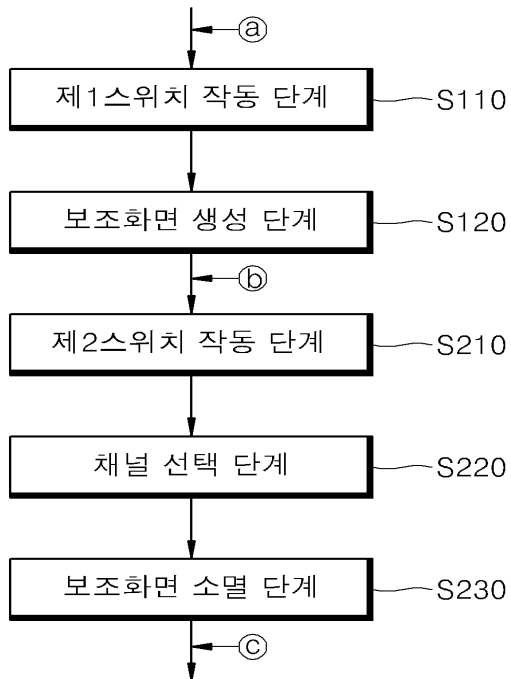 ⓐ
제1스위치 작동 단계 S110
보조화면 생성 단계 S120
ⓑ
제2스위치 작동 단계 S210
채널 선택 단계 S220
보조화면 소멸 단계 S230
ⓒ